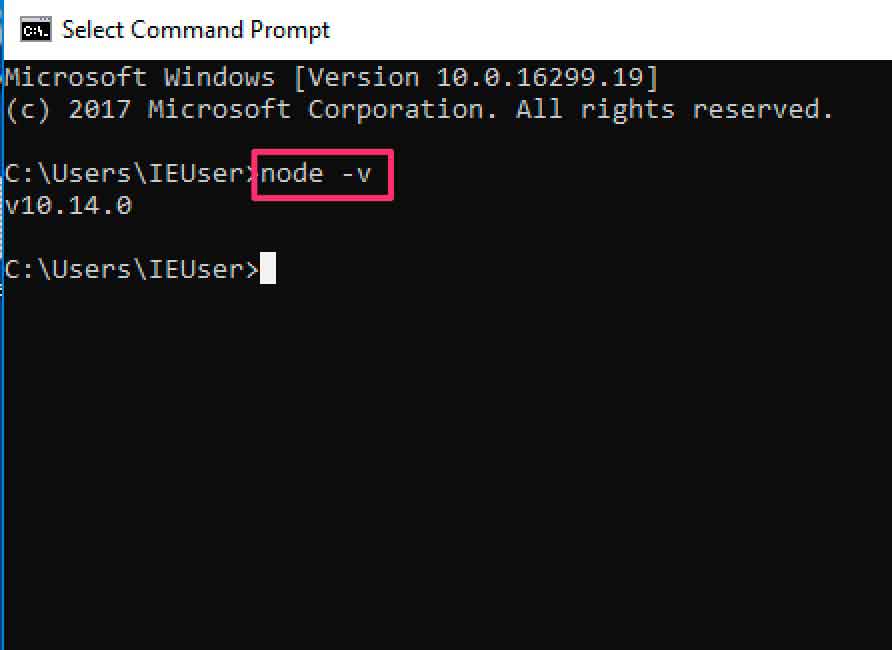 Select Command Prompt
Microsoft Windows [Version 10.0.16299.19]
(c) 2017 Microsoft Corporation. All rights reserved.
C:\Users\IEUser>node -v
v10.14.0
C:\Users\IEUser>